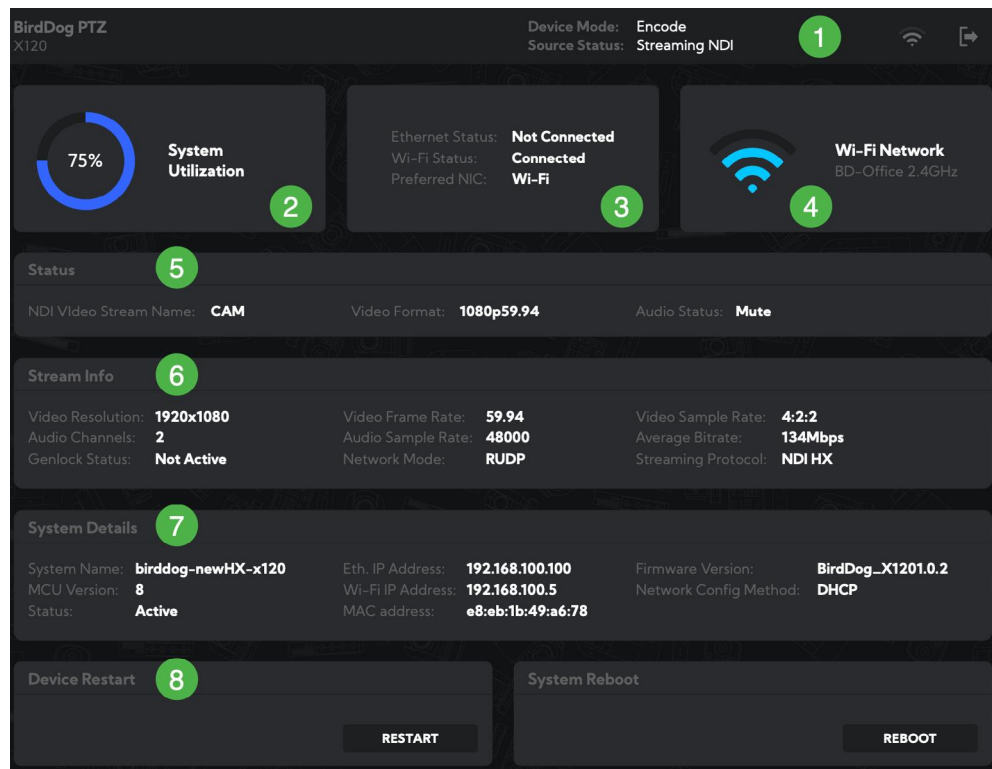 BirdDog PTZ
X120
Device Mode: Encode
Source Status: Streaming NDI
1
75%
System
Utilization
2
Ethernet Status: Not Connected
Wi-Fi Status: Connected
Preferred NIC: Wi-Fi
3
Wi-Fi Network
BD-Office 2.4GHz
4
Status
5
NDI VIdeo Stream Name: CAM Video Format: 1080p59.94 Audio Status: Mute
Stream Info
6
Video Resolution: 1920x1080 Video Frame Rate: 59.94 Video Sample Rate: 4:2:2
Audio Channels: 2 Audio Sample Rate: 48000 Average Bitrate: 134Mbps
Genlock Status: Not Active Network Mode: RUDP Streaming Protocol: NDI HX
System Details
7
System Name: birddog-newHX-x120 Eth. IP Address: 192.168.100.100 Firmware Version: BirdDog_X1201.0.2
MCU Version: 8 Wi-Fi IP Address: 192.168.100.5 Network Config Method: DHCP
Status: Active MAC address: e8:eb:1b:49:a6:78
Device Restart
8
RESTART
System Reboot
REBOOT